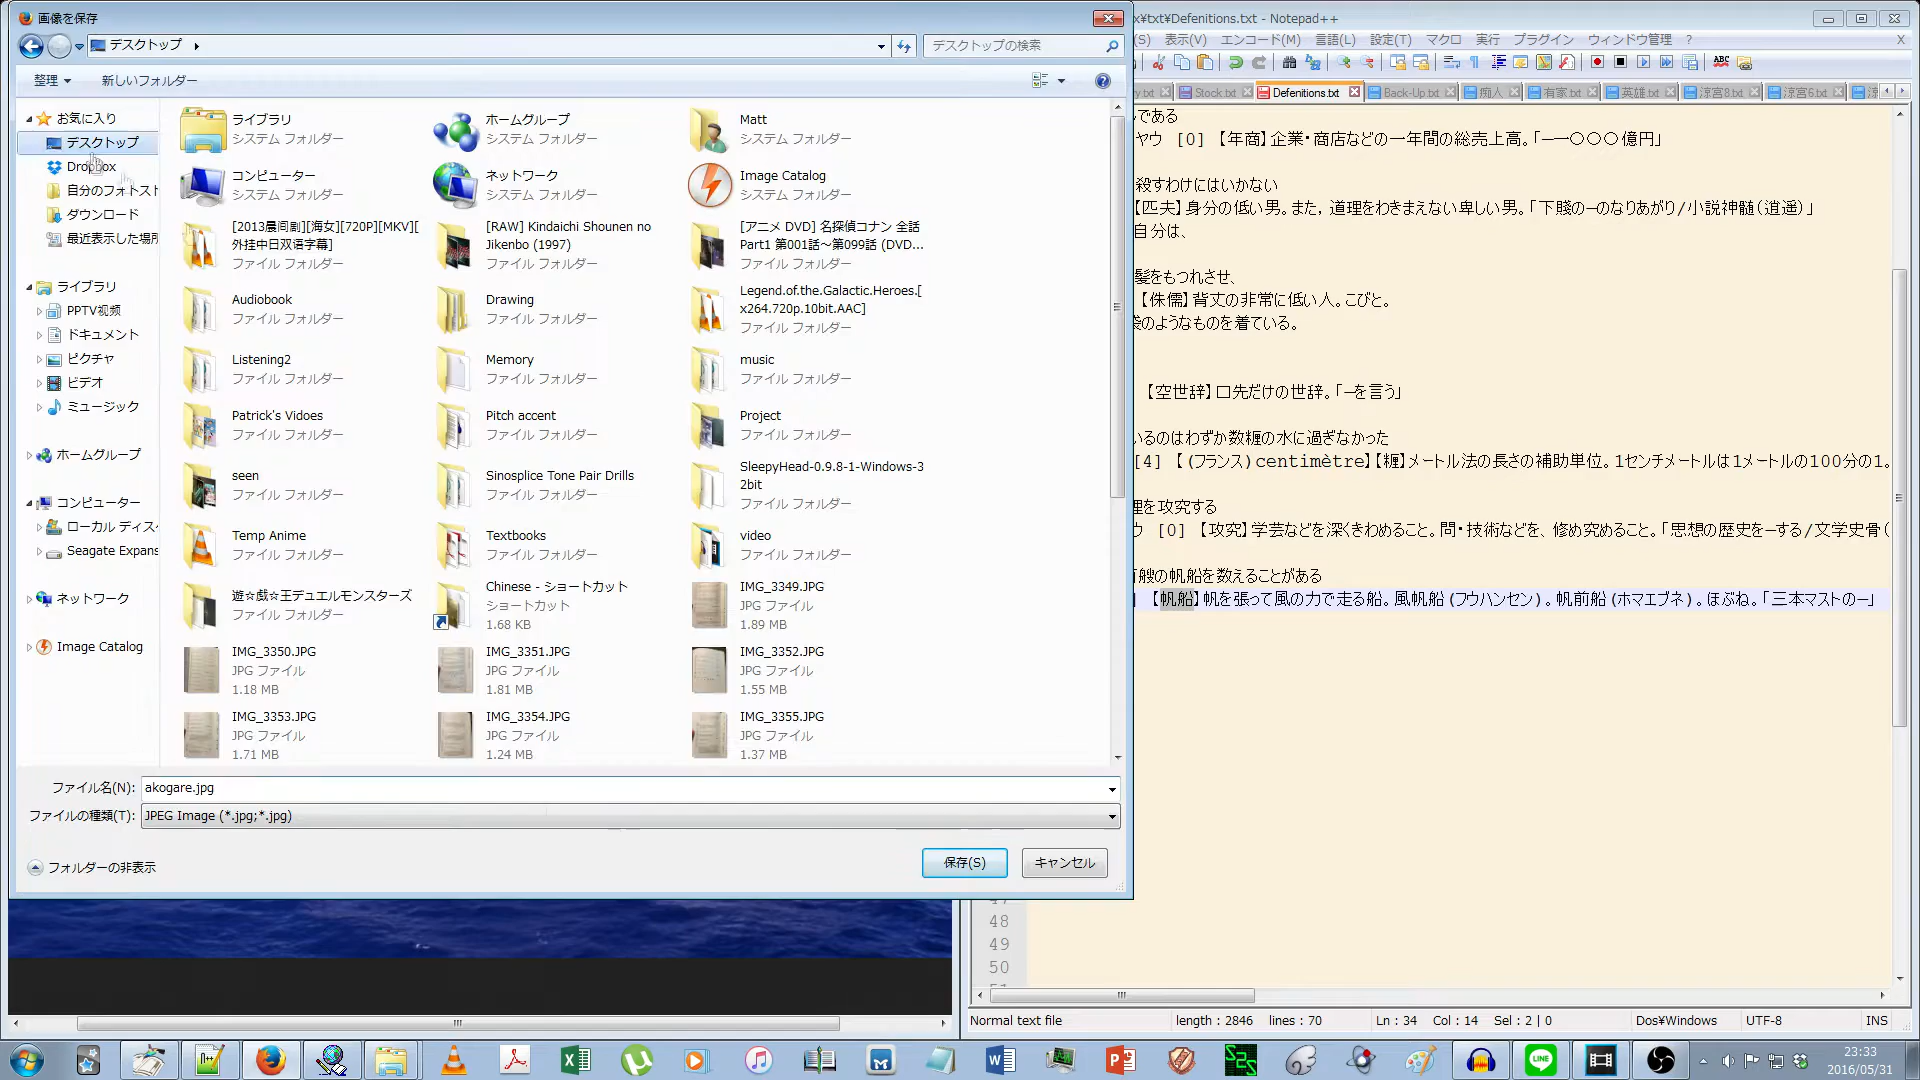 画像を保存
デスクトップ
デスクトップの検索
整理
新しいフォルダー
お気に入り
デスクトップ
Dropbox
自分のフォトスト
ダウンロード
最近表示した場所
ライブラリ
PPTV视频
ドキュメント
ピクチャ
ビデオ
ミュージック
ホームグループ
コンピューター
ローカル ディス
Seagate Expans
ネットワーク
Image Catalog
ライブラリ
システム フォルダー
ホームグループ
システム フォルダー
Matt
システム フォルダー
コンピューター
システム フォルダー
ネットワーク
システム フォルダー
Image Catalog
システム フォルダー
[2013晨间剧][海女][720P][MKV][
外挂中日双语字幕]
ファイル フォルダー
[RAW] Kindaichi Shounen no
Jikenbo (1997)
ファイル フォルダー
[アニメ DVD] 名探偵コナン 全話
Part1 第001話～第099話 (DVD...
ファイル フォルダー
Audiobook
ファイル フォルダー
Drawing
ファイル フォルダー
Legend.of.the.Galactic.Heroes.[
x264.720p.10bit.AAC]
ファイル フォルダー
Listening2
ファイル フォルダー
Memory
ファイル フォルダー
music
ファイル フォルダー
Patrick's Vidoes
ファイル フォルダー
Pitch accent
ファイル フォルダー
Project
ファイル フォルダー
seen
ファイル フォルダー
Sinosplice Tone Pair Drills
ファイル フォルダー
SleepyHead-0.9.8-1-Windows-3
2bit
ファイル フォルダー
Temp Anime
ファイル フォルダー
Textbooks
ファイル フォルダー
video
ファイル フォルダー
遊☆戯☆王デュエルモンスターズ
ファイル フォルダー
Chinese - ショートカット
ショートカット
1.68 KB
IMG_3349.JPG
JPG ファイル
1.89 MB
IMG_3350.JPG
JPG ファイル
1.18 MB
IMG_3351.JPG
JPG ファイル
1.81 MB
IMG_3352.JPG
JPG ファイル
1.55 MB
IMG_3353.JPG
JPG ファイル
1.71 MB
IMG_3354.JPG
JPG ファイル
1.24 MB
IMG_3355.JPG
JPG ファイル
1.37 MB
ファイル名(N): akogare.jpg
ファイルの種類(T): JPEG Image (*.jpg;*.jpg)
フォルダーの非表示
保存(S)
キャンセル
x¥txt¥Defenitions.txt - Notepad++
(S) 表示(V) エンコード(M) 言語(L) 設定(T) マクロ 実行 プラグイン ウィンドウ管理 ? X
ry.txt Stock txt Defenitions.txt Back-Up.txt 痴人 txt 有家 txt 英雄.txt 涼宮8.txt 涼宮6.txt 涼
である
ヤウ [0] 【年商】企業・商店などの一年間の総売上高。「―一〇〇〇億円」
殺すわけにはいかない
【匹夫】身分の低い男。また，道理をわきまえない卑しい男。「下賤の―のなりあがり/小説神髄（逍遥）」
自分は、
髪をもつれさせ、
【侏儒】背丈の非常に低い人。こびと。
袋のようなものを着ている。
【空世辞】口先だけの世辞。「―を言う」
いるのはわずか数糎の水に過ぎなかった
[4] 【(フランス)centimètre】【糎】メートル法の長さの補助単位。1センチメートルは1メートルの100分の1。
理を攻究する
ウ [0] 【攻究】学芸などを深くきわめること。問・技術などを、修め究めること。「思想の歴史を―する/文学史骨（
百艘の帆船を数えることがある
] 【帆船】帆を張って風の力で走る船。風帆船(フウハンセン)。帆前船(ホマエブネ)。ほぶね。「三本マストの―」
48
49
50
Normal text file length : 2846 lines : 70 Ln : 34 Col : 14 Sel : 2 | 0 Dos¥Windows UTF-8 INS
23:33
2016/05/31